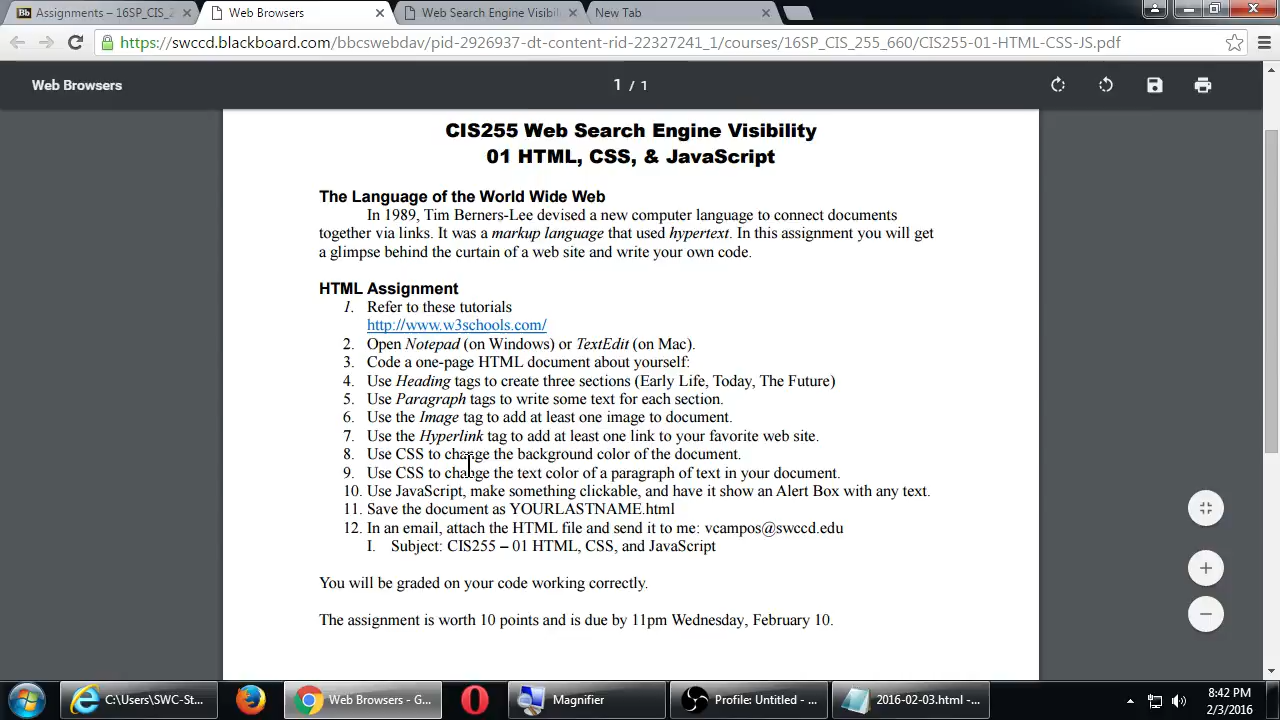 Assignments – 16SP_CIS_2
Web Browsers
Web Search Engine Visibili
New Tab
https://swccd.blackboard.com/bbcswebdav/pid-2926937-dt-content-rid-22327241_1/courses/16SP_CIS_255_660/CIS255-01-HTML-CSS-JS.pdf
Web Browsers
1 / 1
CIS255 Web Search Engine Visibility
01 HTML, CSS, & JavaScript
The Language of the World Wide Web
In 1989, Tim Berners-Lee devised a new computer language to connect documents
together via links. It was a markup language that used hypertext. In this assignment you will get
a glimpse behind the curtain of a web site and write your own code.
HTML Assignment
1. Refer to these tutorials
http://www.w3schools.com/
2. Open Notepad (on Windows) or TextEdit (on Mac).
3. Code a one-page HTML document about yourself:
4. Use Heading tags to create three sections (Early Life, Today, The Future)
5. Use Paragraph tags to write some text for each section.
6. Use the Image tag to add at least one image to document.
7. Use the Hyperlink tag to add at least one link to your favorite web site.
8. Use CSS to change the background color of the document.
9. Use CSS to change the text color of a paragraph of text in your document.
10. Use JavaScript, make something clickable, and have it show an Alert Box with any text.
11. Save the document as YOURLASTNAME.html
12. In an email, attach the HTML file and send it to me: vcampos@swccd.edu
I. Subject: CIS255 – 01 HTML, CSS, and JavaScript
You will be graded on your code working correctly.
The assignment is worth 10 points and is due by 11pm Wednesday, February 10.
C:\Users\SWC-St...
Web Browsers - G...
Magnifier
Profile: Untitled - ...
2016-02-03.html -...
8:42 PM
2/3/2016